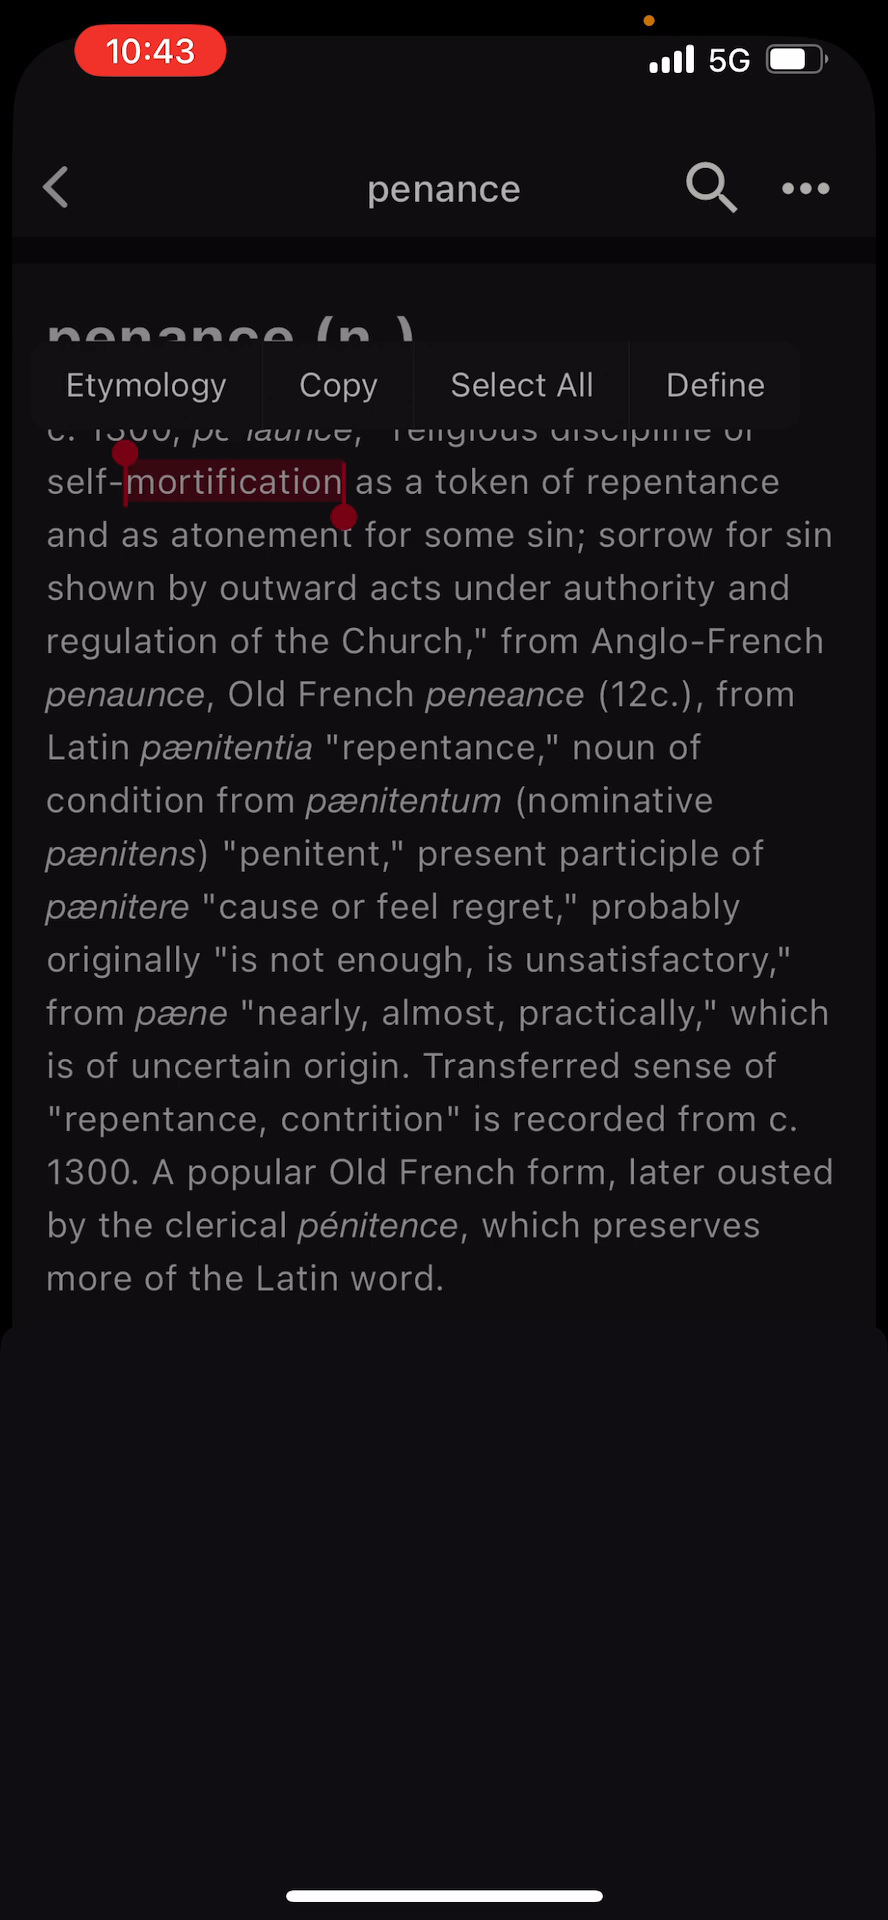 10:43
5G
penance
penance (n.)
Etymology Copy Select All Define
c. 1300, religious discipline of
self-mortification as a token of repentance
and as atonement for some sin; sorrow for sin
shown by outward acts under authority and
regulation of the Church," from Anglo-French
penaunce, Old French peneance (12c.), from
Latin pænitentia "repentance," noun of
condition from pænitentum (nominative
pænitens) "penitent," present participle of
pænitere "cause or feel regret," probably
originally "is not enough, is unsatisfactory,"
from pæne "nearly, almost, practically," which
is of uncertain origin. Transferred sense of
"repentance, contrition" is recorded from c.
1300. A popular Old French form, later ousted
by the clerical pénitence, which preserves
more of the Latin word.